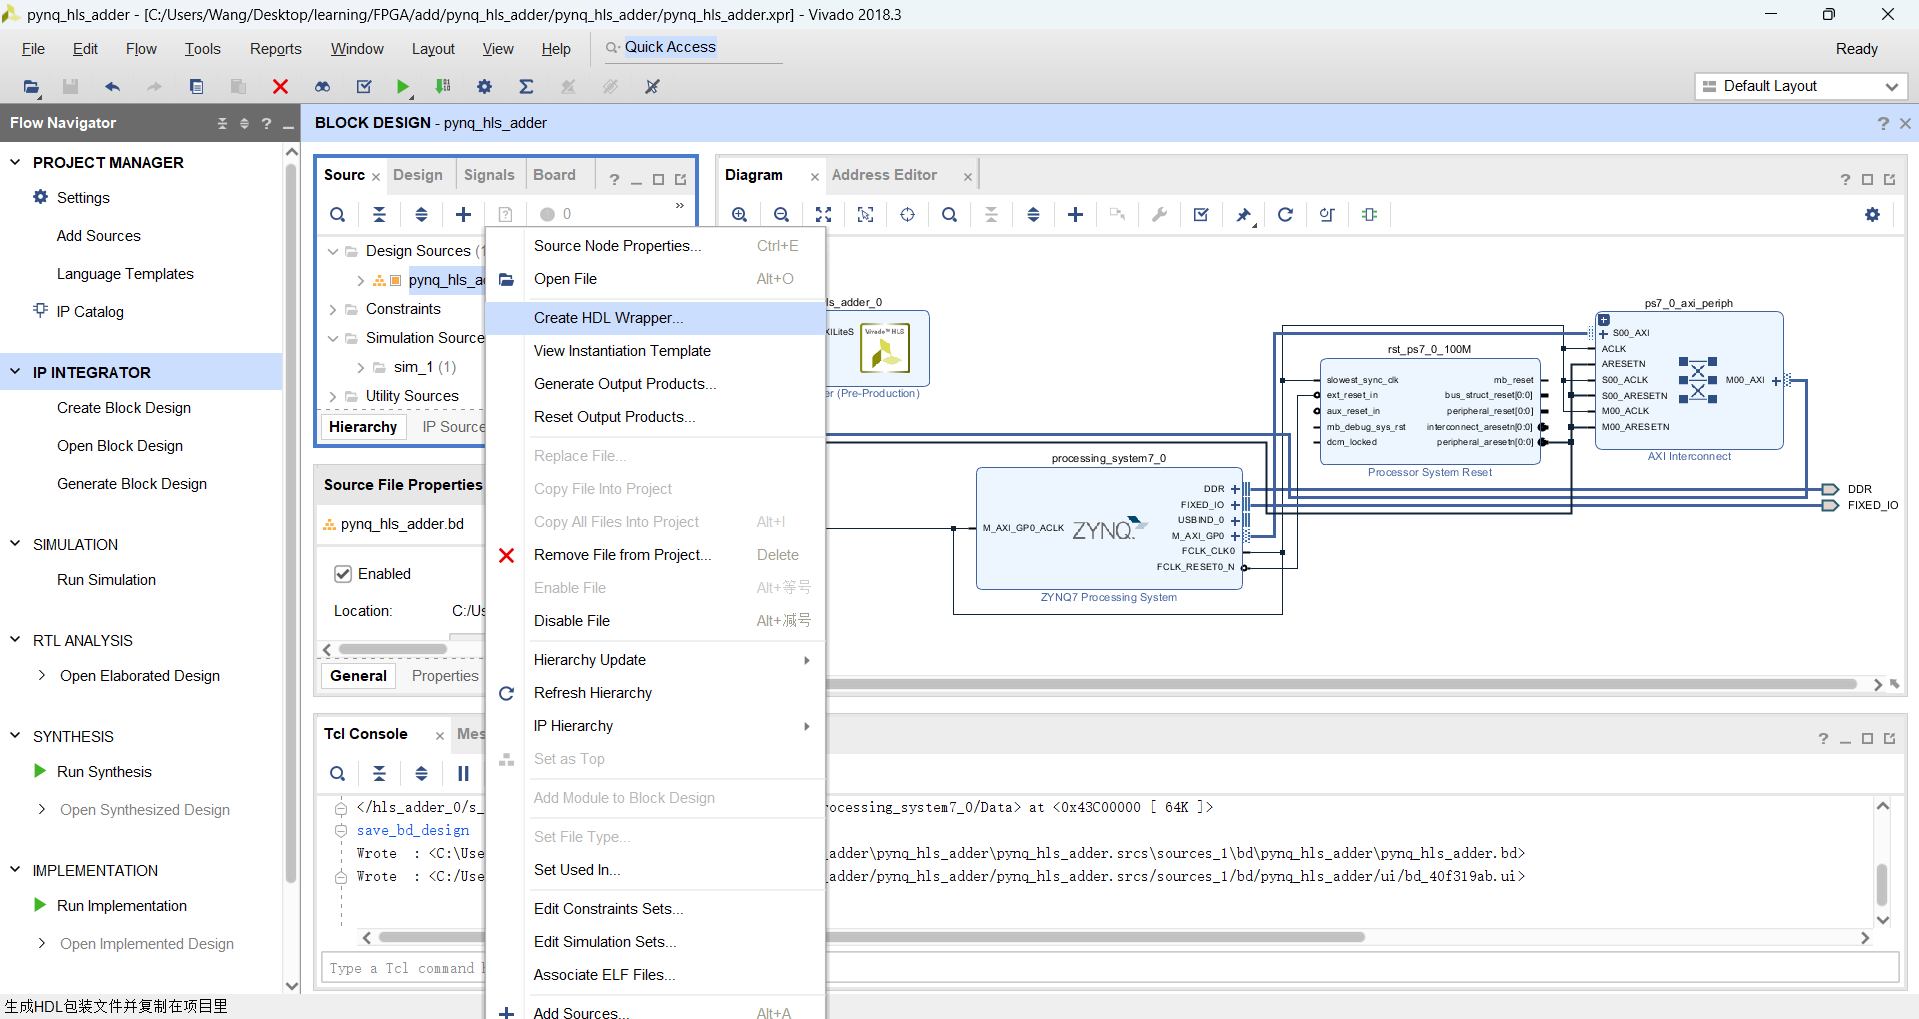 pynq_hls_adder - [C:/Users/Wang/Desktop/learning/FPGA/add/pynq_hls_adder/pynq_hls_adder/pynq_hls_adder.xpr] - Vivado 2018.3
File Edit Flow Tools Reports Window Layout View Help Quick Access Ready
Default Layout
Flow Navigator
PROJECT MANAGER
Settings
Add Sources
Language Templates
IP Catalog
IP INTEGRATOR
Create Block Design
Open Block Design
Generate Block Design
SIMULATION
Run Simulation
RTL ANALYSIS
Open Elaborated Design
SYNTHESIS
Run Synthesis
Open Synthesized Design
IMPLEMENTATION
Run Implementation
Open Implemented Design
BLOCK DESIGN - pynq_hls_adder
Sourc Design Signals Board
0
Design Sources (1
pynq_hls_a
Constraints
Simulation Source
sim_1 (1)
Utility Sources
Hierarchy IP Source
Source File Properties
pynq_hls_adder.bd
Enabled
Location: C:/Us
General Properties
Source Node Properties... Ctrl+E
Open File Alt+O
Create HDL Wrapper...
View Instantiation Template
Generate Output Products...
Reset Output Products...
Replace File...
Copy File Into Project
Copy All Files Into Project Alt+I
Remove File from Project... Delete
Enable File Alt+等号
Disable File Alt+减号
Hierarchy Update
Refresh Hierarchy
IP Hierarchy
Set as Top
Add Module to Block Design
Set File Type...
Set Used In...
Edit Constraints Sets...
Edit Simulation Sets...
Associate ELF Files...
Add Sources... Alt+A
Diagram Address Editor
ls_adder_0
XILiteS
Vivado™ HLS
er (Pre-Production)
processing_system7_0
M_AXI_GP0_ACLK
ZYNQ
DDR
FIXED_IO
USBIND_0
M_AXI_GP0
FCLK_CLK0
FCLK_RESET0_N
ZYNQ7 Processing System
rst_ps7_0_100M
slowest_sync_clk
ext_reset_in
aux_reset_in
mb_debug_sys_rst
dcm_locked
mb_reset
bus_struct_reset[0:0]
peripheral_reset[0:0]
interconnect_aresetn[0:0]
peripheral_aresetn[0:0]
Processor System Reset
ps7_0_axi_periph
S00_AXI
ACLK
ARESETN
S00_ACLK
S00_ARESETN
M00_ACLK
M00_ARESETN
M00_AXI
AXI Interconnect
DDR
FIXED_IO
Tcl Console Mes
</hls_adder_0/s_ rocessing_system7_0/Data> at <0x43C00000 [ 64K ]>
save_bd_design
Wrote : <C:\Use _adder\pynq_hls_adder\pynq_hls_adder.srcs\sources_1\bd\pynq_hls_adder\pynq_hls_adder.bd>
Wrote : <C:/Use _adder/pynq_hls_adder/pynq_hls_adder.srcs/sources_1/bd/pynq_hls_adder/ui/bd_40f319ab.ui>
Type a Tcl command h
生成HDL包装文件并复制在项目里